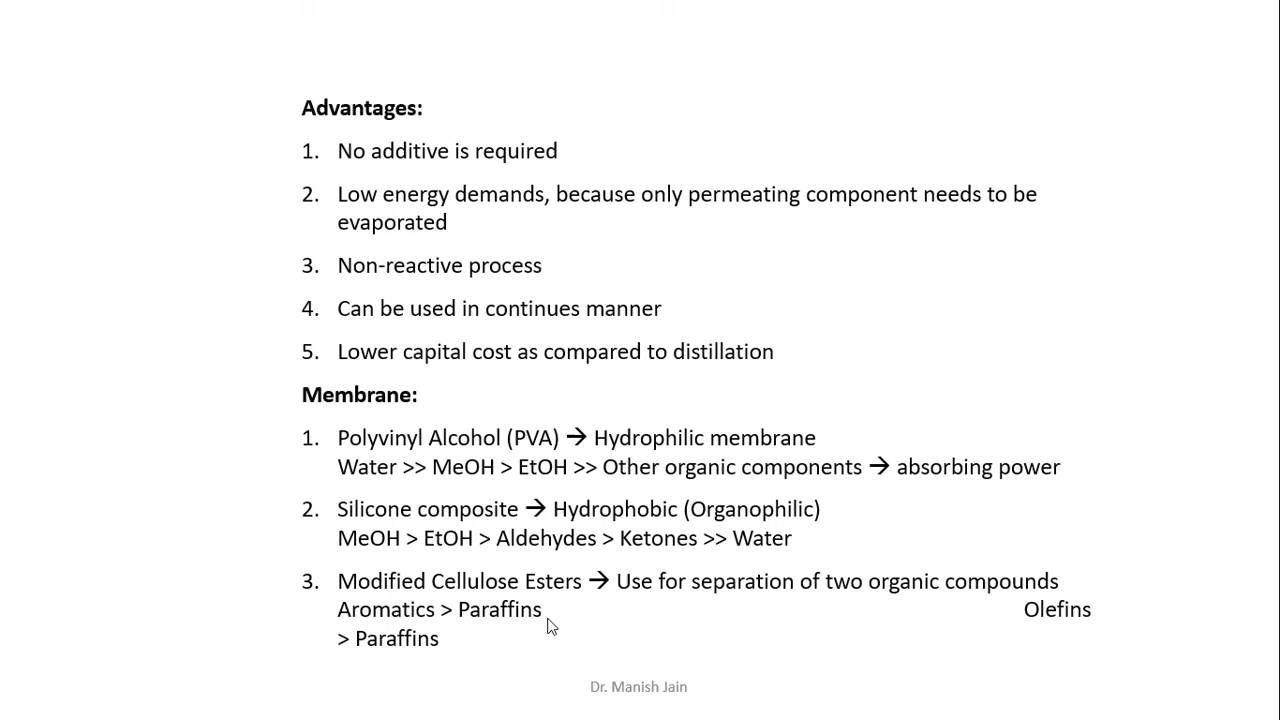 Advantages:
1. No additive is required
2. Low energy demands, because only permeating component needs to be
evaporated
3. Non-reactive process
4. Can be used in continues manner
5. Lower capital cost as compared to distillation
Membrane:
1. Polyvinyl Alcohol (PVA) → Hydrophilic membrane
Water >> MeOH > EtOH >> Other organic components → absorbing power
2. Silicone composite → Hydrophobic (Organophilic)
MeOH > EtOH > Aldehydes > Ketones >> Water
3. Modified Cellulose Esters → Use for separation of two organic compounds
Aromatics > Paraffins Olefins
> Paraffins
Dr. Manish Jain